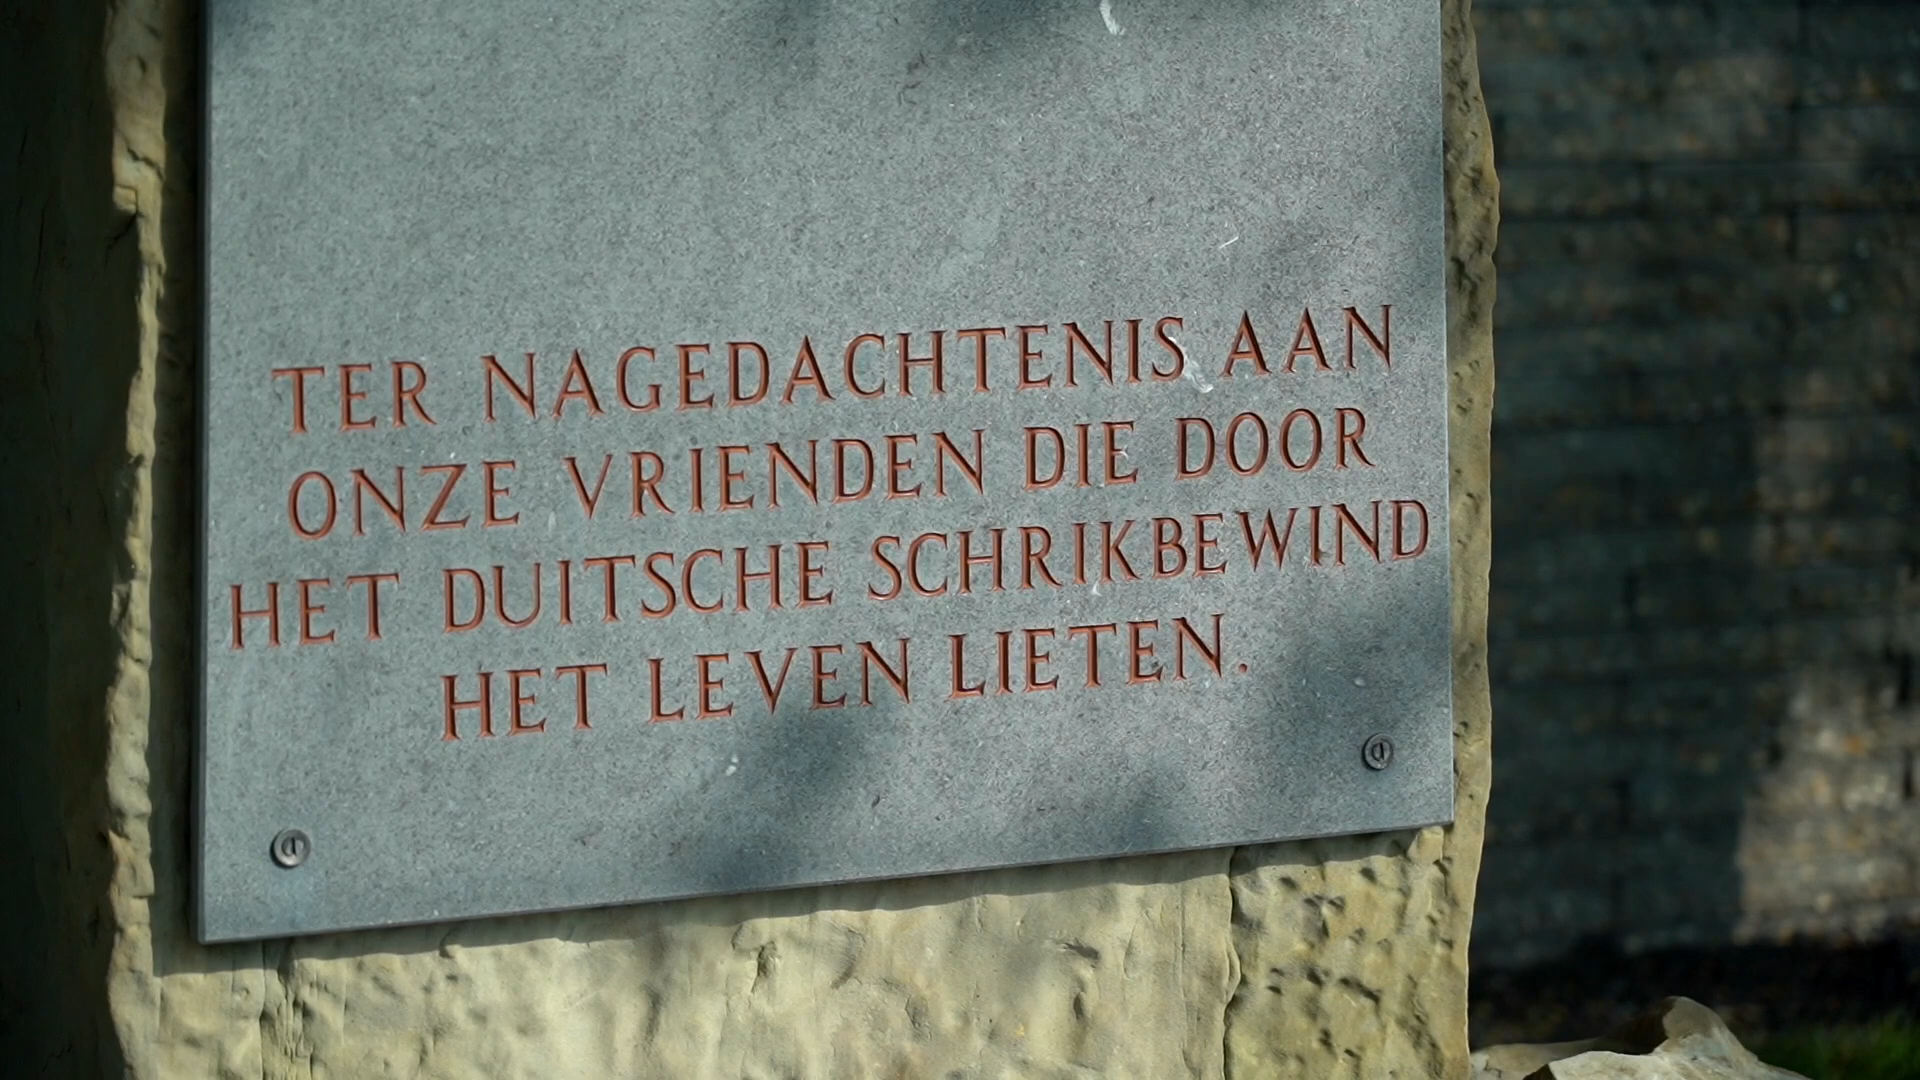 TER NAGEDACHTENIS AAN
ONZE VRIENDEN DIE DOOR
HET DUITSCHE SCHRIKBEWIND
HET LEVEN LIETEN.